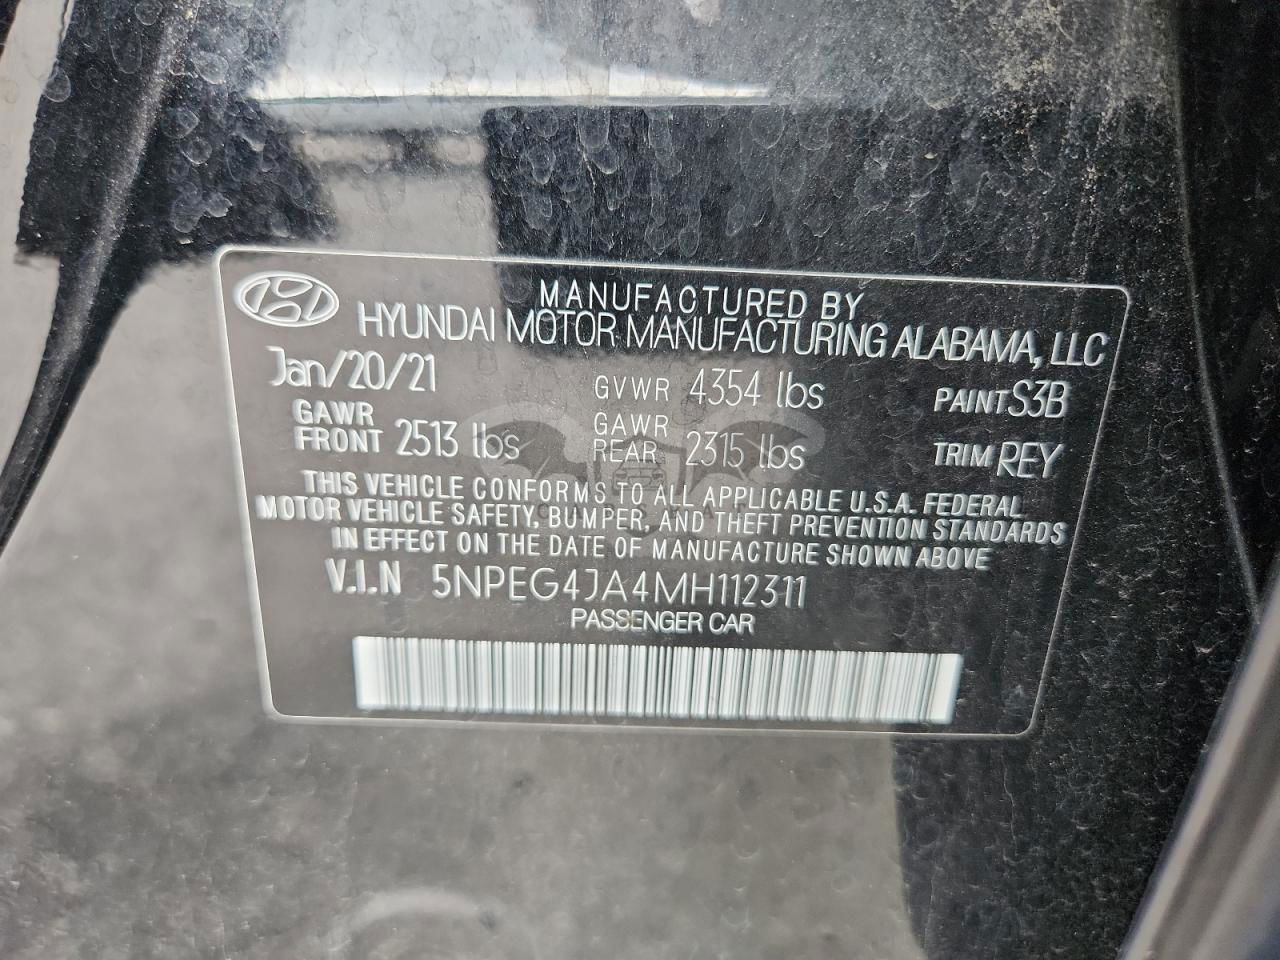 MANUFACTURED BY
HYUNDAI MOTOR MANUFACTURING ALABAMA, LLC
Jan/20/21 GVWR 4354 lbs PAINT S3B
GAWR FRONT 2513 lbs GAWR REAR 2315 lbs TRIM REY
THIS VEHICLE CONFORMS TO ALL APPLICABLE U.S.A. FEDERAL
MOTOR VEHICLE SAFETY, BUMPER, AND THEFT PREVENTION STANDARDS
IN EFFECT ON THE DATE OF MANUFACTURE SHOWN ABOVE
V.I.N 5NPEG4JA4MH112311
PASSENGER CAR